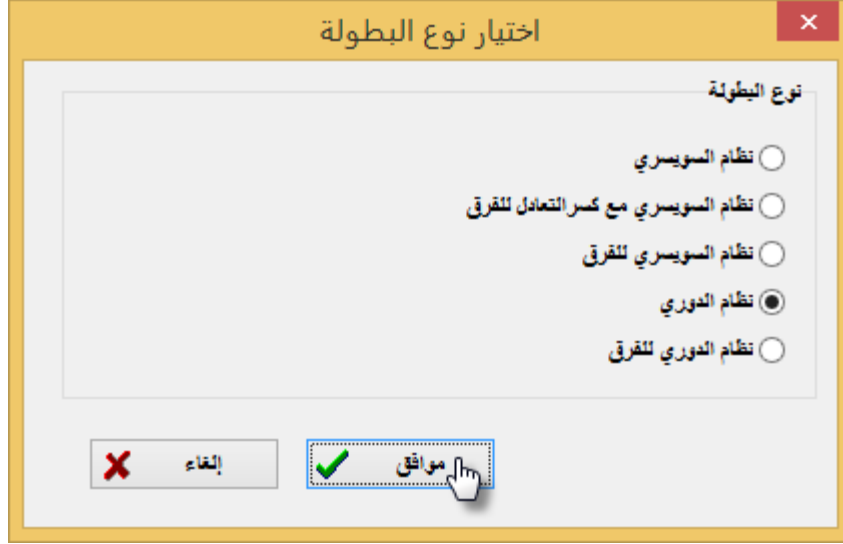 اختيار نوع البطولة
نوع البطولة
نظام السويسري
نظام السويسري مع كسرالتعادل للفرق
نظام السويسري للفرق
نظام الدوري
نظام الدوري للفرق
موافق
إلغاء